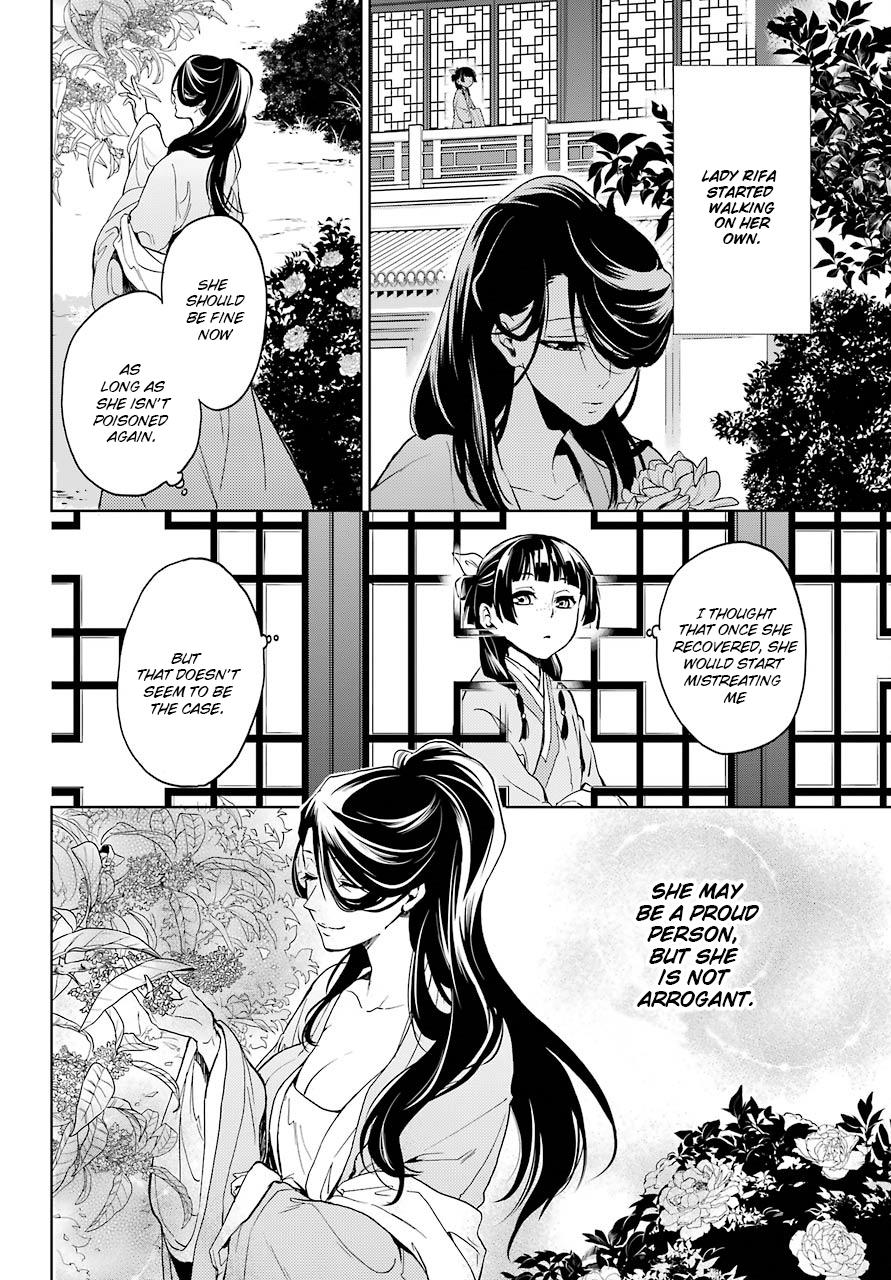 LADY RIFA
STARTED
WALKING
ON HER
OWN.
SHE
SHOULD
BE FINE
NOW
AS
LONG AS
SHE ISN'T
POISONED
AGAIN.
I THOUGHT
THAT ONCE SHE
RECOVERED, SHE
WOULD START
MISTREATING
ME
BUT
THAT DOESN'T
SEEM TO BE
THE CASE.
SHE MAY
BE A PROUD
PERSON,
BUT SHE
IS NOT
ARROGANT.